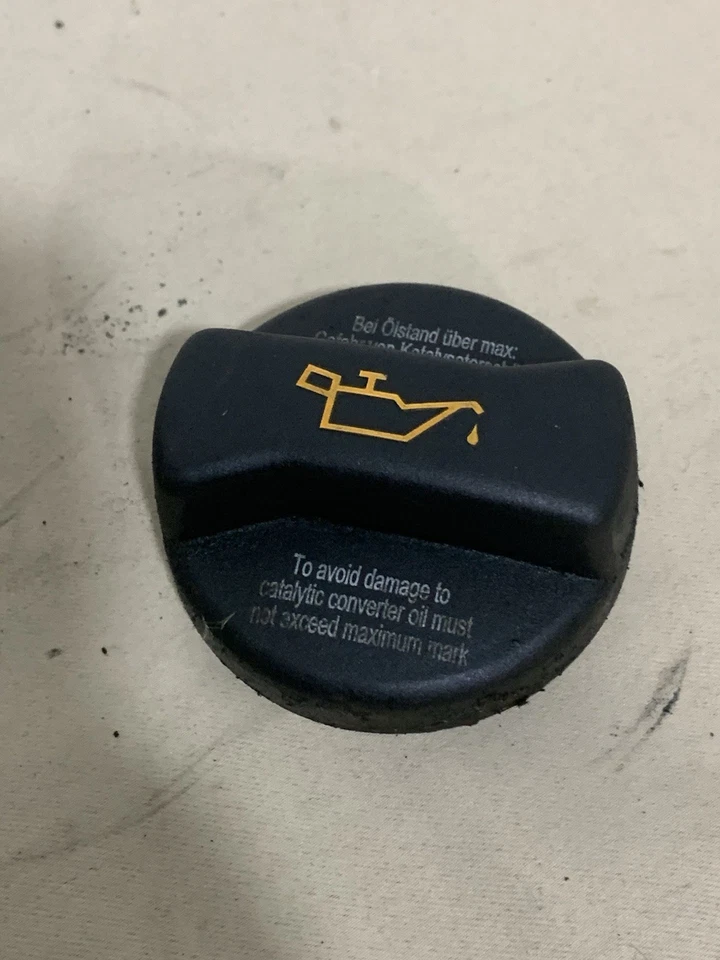 Bei Ölstand über max:
To avoid damage to
catalytic converter oil must
not exceed maximum mark